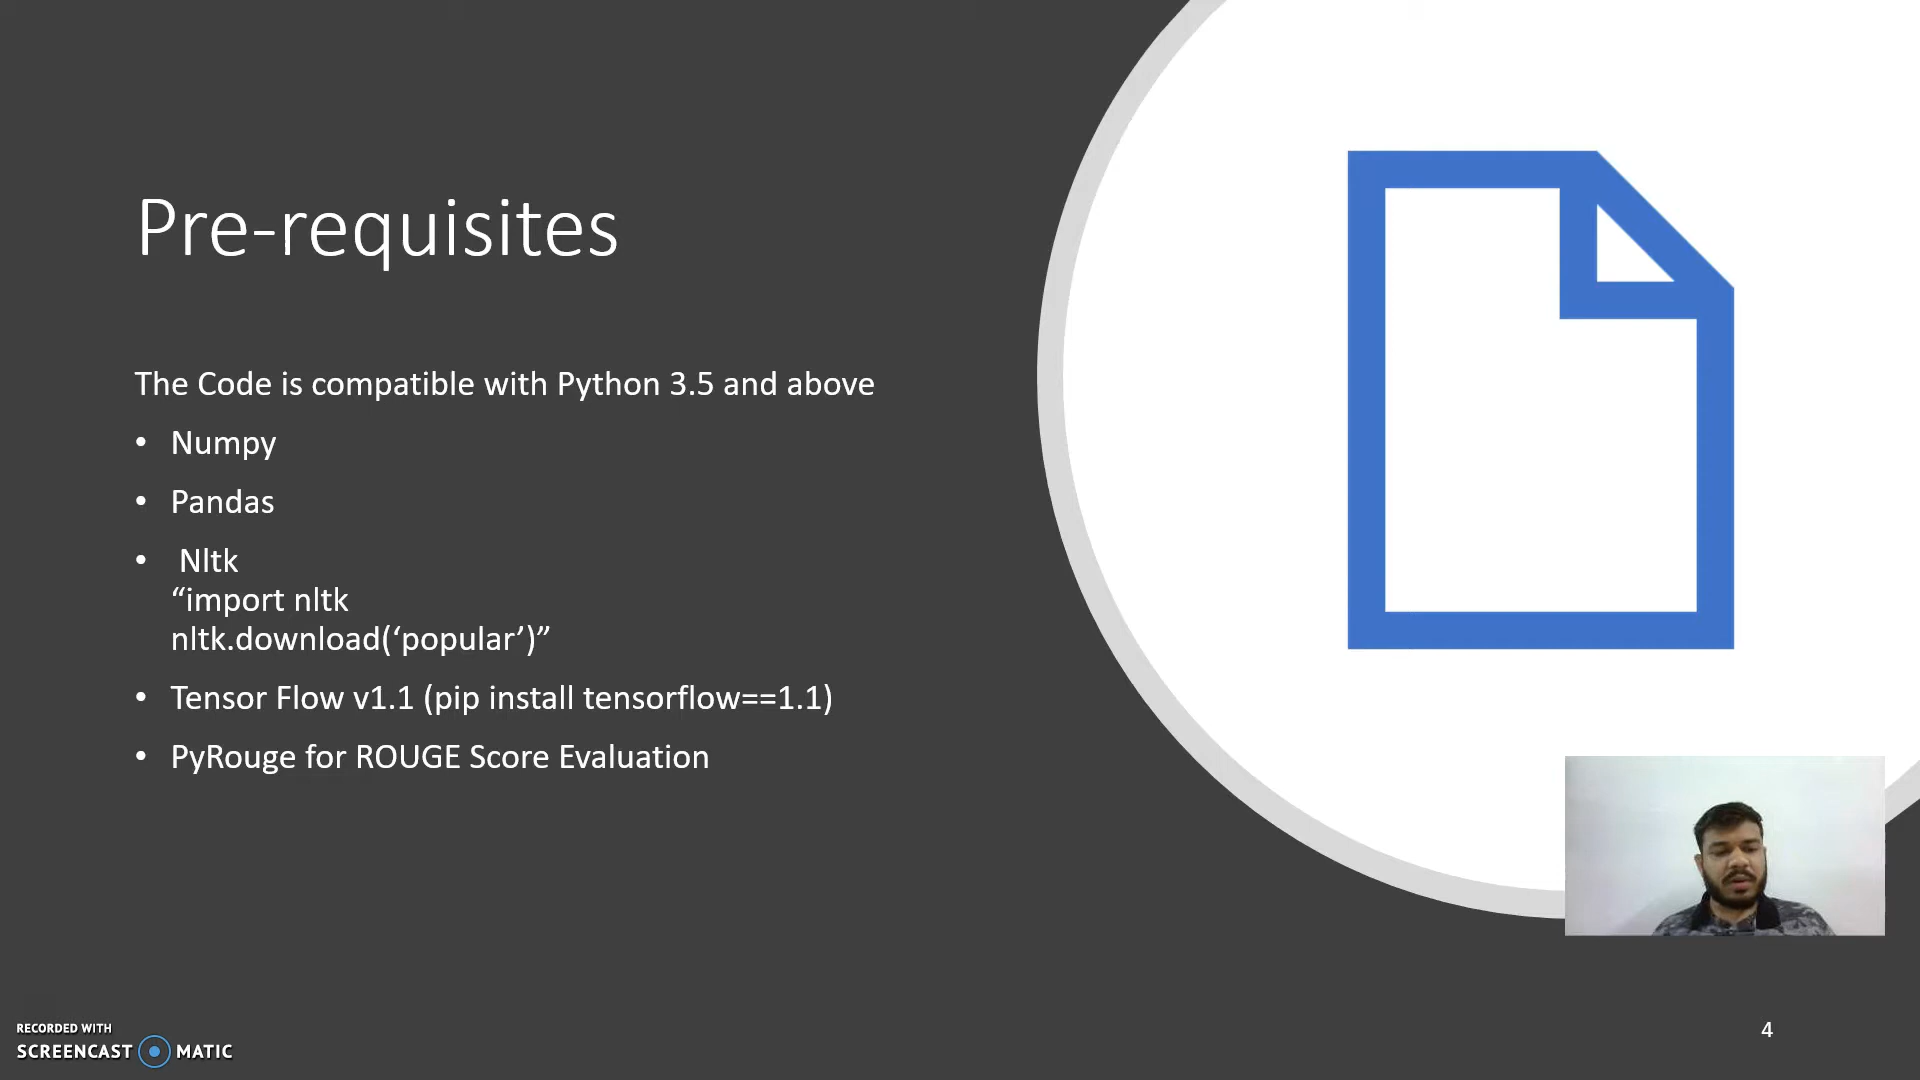 Pre-requisites
The Code is compatible with Python 3.5 and above
• Numpy
• Pandas
• Nltk
“import nltk
nltk.download(‘popular’)”
• Tensor Flow v1.1 (pip install tensorflow==1.1)
• PyRouge for ROUGE Score Evaluation
RECORDED WITH
SCREENCAST MATIC
4